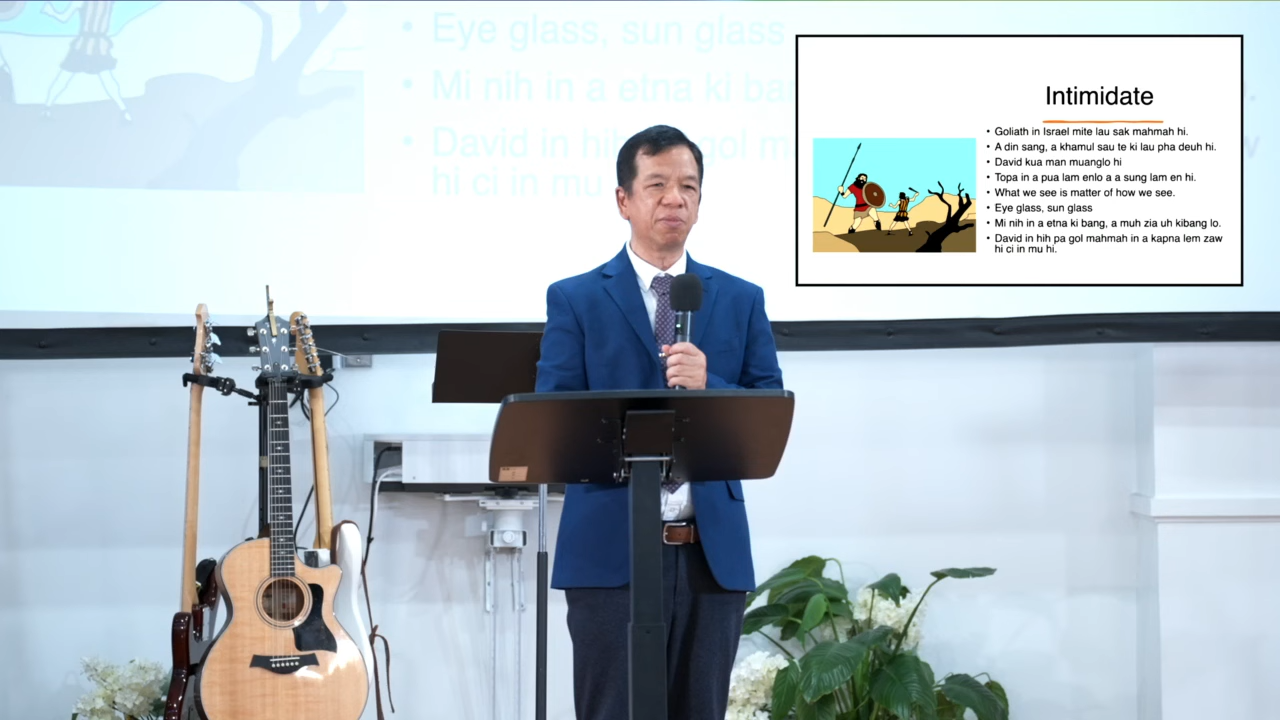 Eye glass, sun glass
Mi nih in a etna ki ba
David In hih gol m
hi ci in mu
Intimidate
• Goliath in Israel mite lau sak mahmah hi.
• A din sang, a khamul sau te ki lau pha deuh hi.
• David kua man muanglo hi
• Topa in a pua lam enlo a a sung lam en hi.
• What we see is matter of how we see.
• Eye glass, sun glass
• Mi nih in a etna ki bang, a muh zia uh kibang lo.
• David in hih pa gol mahmah in a kapna lem zaw
hi ci in mu hi.